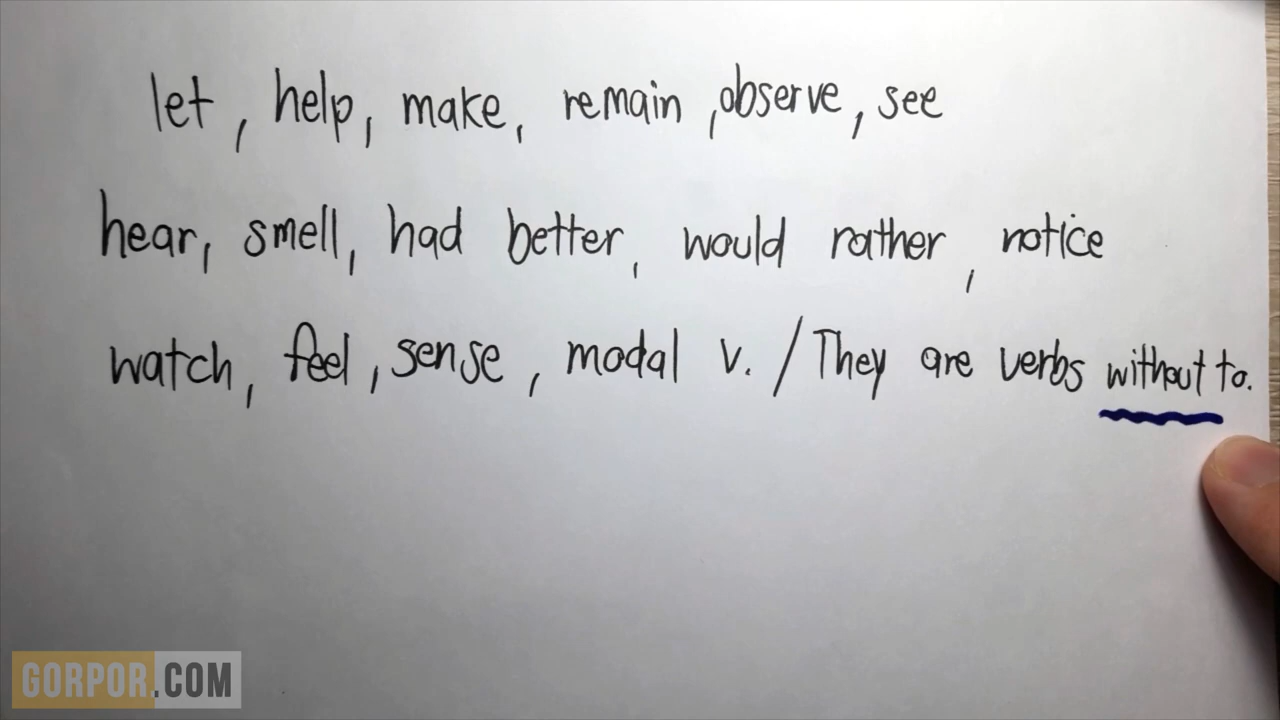 let, help, make, remain, observe, see
hear, smell, had better, would rather, notice
watch, feel, sense, modal v. / They are verbs without to.
GORPOR.COM